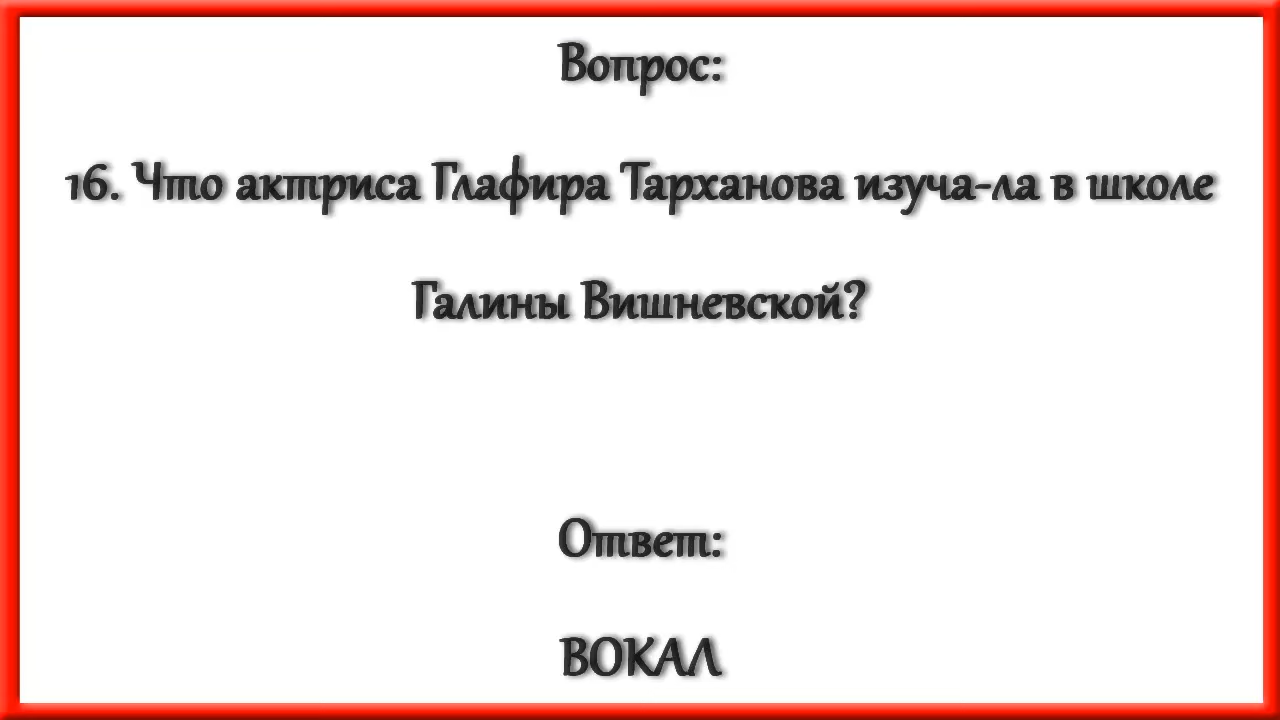 Вопрос:
16. Что актриса Глафира Тарханова изуча-ла в школе
Галины Вишневской?
Ответ:
ВОКАЛ